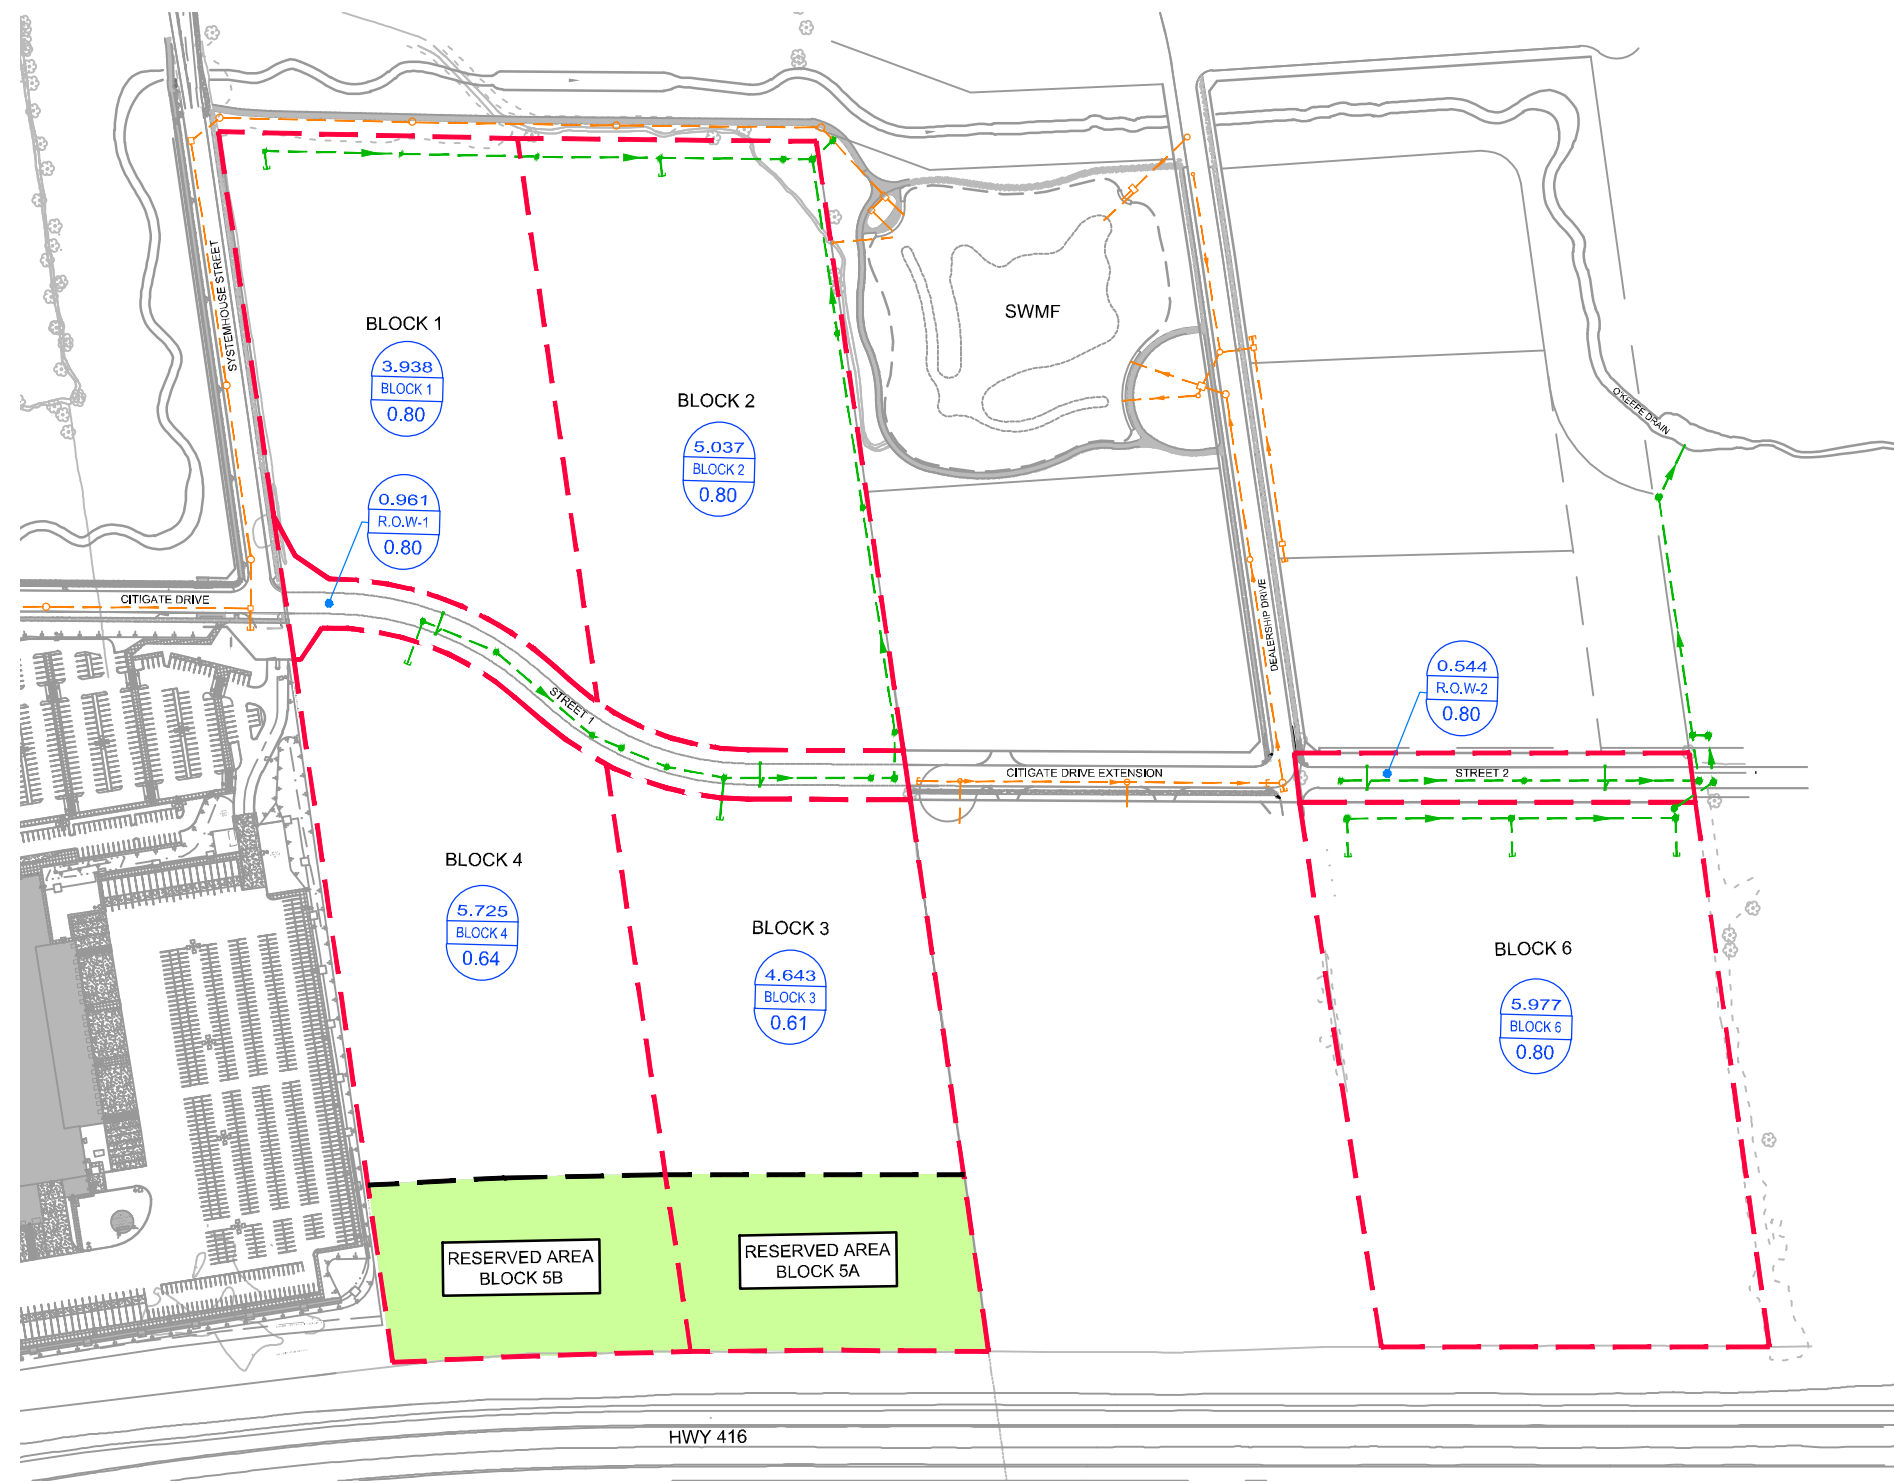 SYSTEMHOUSE STREET
BLOCK 1
3.938
BLOCK 1
0.80
BLOCK 2
5.037
BLOCK 2
0.80
SWMF
O'KEEFE DRAIN
0.961
R.O.W-1
0.80
CITIGATE DRIVE
STREET 1
DEALERSHIP DRIVE
0.544
R.O.W-2
0.80
CITIGATE DRIVE EXTENSION
STREET 2
BLOCK 4
5.725
BLOCK 4
0.64
BLOCK 3
4.643
BLOCK 3
0.61
BLOCK 6
5.977
BLOCK 6
0.80
RESERVED AREA
BLOCK 5B
RESERVED AREA
BLOCK 5A
HWY 416